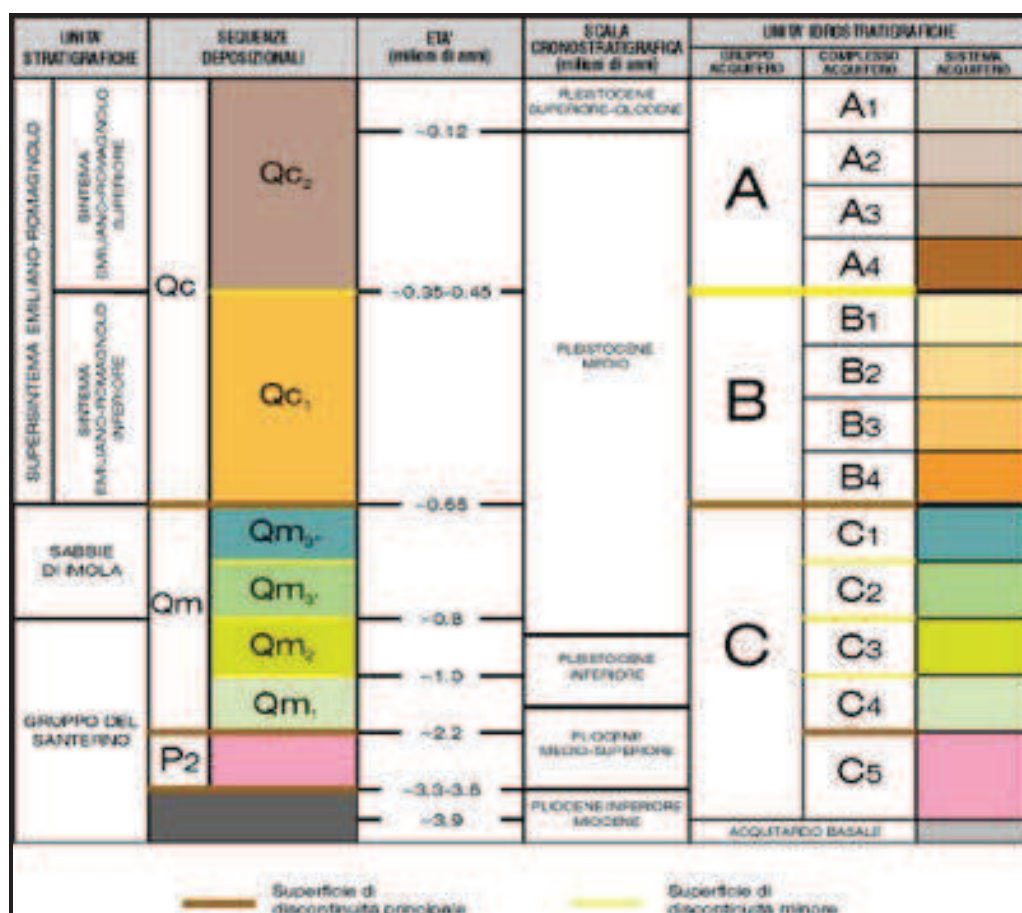 UNITA'
STRATIGRAFICHE
SEQUENZE
DEPOSIZIONALI
ETA'
(milioni di anni)
SCALA
CRONOSTRATIGRAFICA
(milioni di anni)
UNITA' IDROSTRATIGRAFICHE
GRUPPO
ACQUIFERO
COMPLESSO
ACQUIFERO
SISTEMA
ACQUIFERO
SUPERSINTEMA EMILIANO-ROMAGNOLO
SINTEMA
EMILIANO-ROMAGNOLO
SUPERIORE
SINTEMA
EMILIANO-ROMAGNOLO
INFERIORE
SABBIE
DI IMOLA
GRUPPO DEL
SANTERNO
Qc
Qm
P2
Qc₂
Qc₁
Qm₃''
Qm₃'
Qm₂
Qm₁
~0.12
~0.35-0.45
~0.65
~0.8
~1.0
~2.2
~3.3-3.6
~3.9
PLEISTOCENE
SUPERIORE-OLOCENE
PLEISTOCENE
MEDIO
PLEISTOCENE
INFERIORE
PLIOCENE
MEDIO-SUPERIORE
PLIOCENE INFERIORE
MIOCENE
A
B
C
A1
A2
A3
A4
B1
B2
B3
B4
C1
C2
C3
C4
C5
ACQUITARDO BASALE
Superficie di
discontinuità principale
Superficie di
discontinuità minore